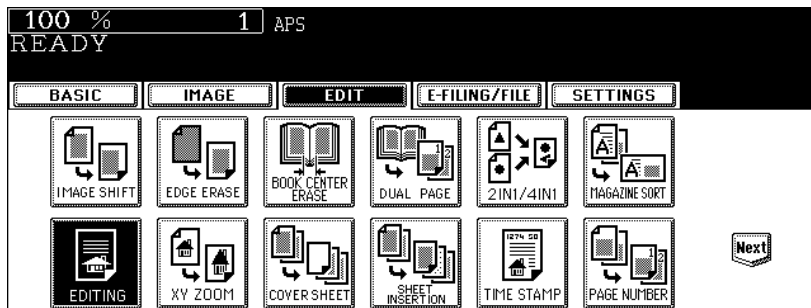 100 % 1 APS
READY
BASIC IMAGE EDIT E-FILING/FILE SETTINGS
IMAGE SHIFT EDGE ERASE BOOK CENTER ERASE DUAL PAGE 2IN1/4IN1 MAGAZINE SORT
EDITING XY ZOOM COVER SHEET SHEET INSERTION TIME STAMP PAGE NUMBER Next